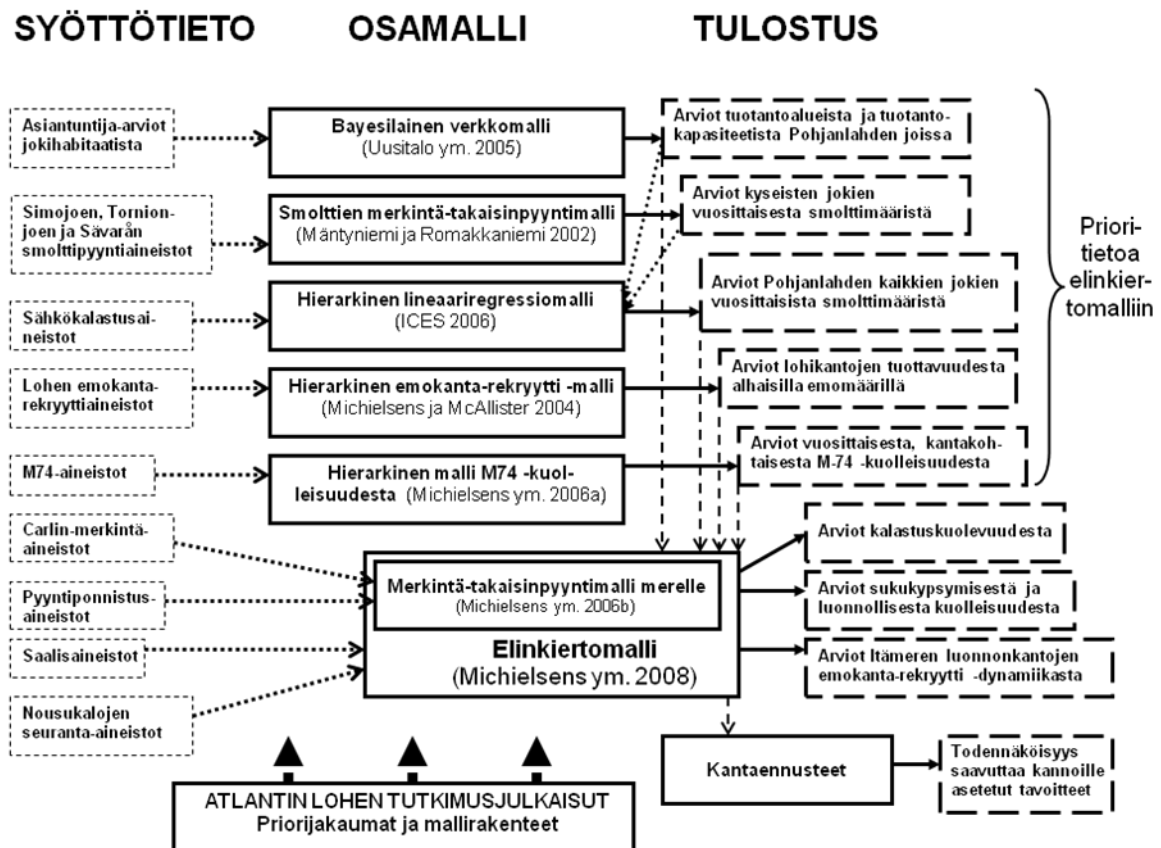 SYÖTTÖTIETO OSAMALLI TULOSTUS
Asiantuntija-arviot
jokihabitaatista
Bayesilainen verkkomalli
(Uusitalo ym. 2005)
Arviot tuotantoalueista ja tuotanto-
kapasiteetista Pohjanlahden joissa
Simojoen, Tornion-
joen ja Sävarån
smolttipyyntiaineistot
Smolttien merkintä-takaisinpyyntimalli
(Mäntyniemi ja Romakkaniemi 2002)
Arviot kyseisten jokien
vuosittaisesta smolttimääristä
Sähkökalastusai-
neistot
Hierarkinen lineaariregressiomalli
(ICES 2006)
Arviot Pohjanlahden kaikkien jokien
vuosittaisista smolttimääristä
Priori-
tietoa
elinkier-
tomalliin
Lohen emokanta-
rekryyttiaineistot
Hierarkinen emokanta-rekryytti -malli
(Michielsens ja McAllister 2004)
Arviot lohikantojen tuottavuudesta
alhaisilla emomäärillä
M74-aineistot
Hierarkinen malli M74 -kuol-
leisuudesta (Michielsens ym. 2006a)
Arviot vuosittaisesta, kantakoh-
taisesta M-74 -kuolleisuudesta
Carlin-merkintä-
aineistot
Pyyntiponnistus-
aineistot
Saalisaineistot
Nousukalojen
seuranta-aineistot
Merkintä-takaisinpyyntimalli merelle
(Michielsens ym. 2006b)
Elinkiertomalli
(Michielsens ym. 2008)
Arviot kalastuskuolevuudesta
Arviot sukukypsymisestä ja
luonnollisesta kuolleisuudesta
Arviot Itämeren luonnonkantojen
emokanta-rekryytti -dynamiikasta
Kantaennusteet
Todennäköisyys
saavuttaa kannoille
asetetut tavoitteet
ATLANTIN LOHEN TUTKIMUSJULKAISUT
Priorijakaumat ja mallirakenteet